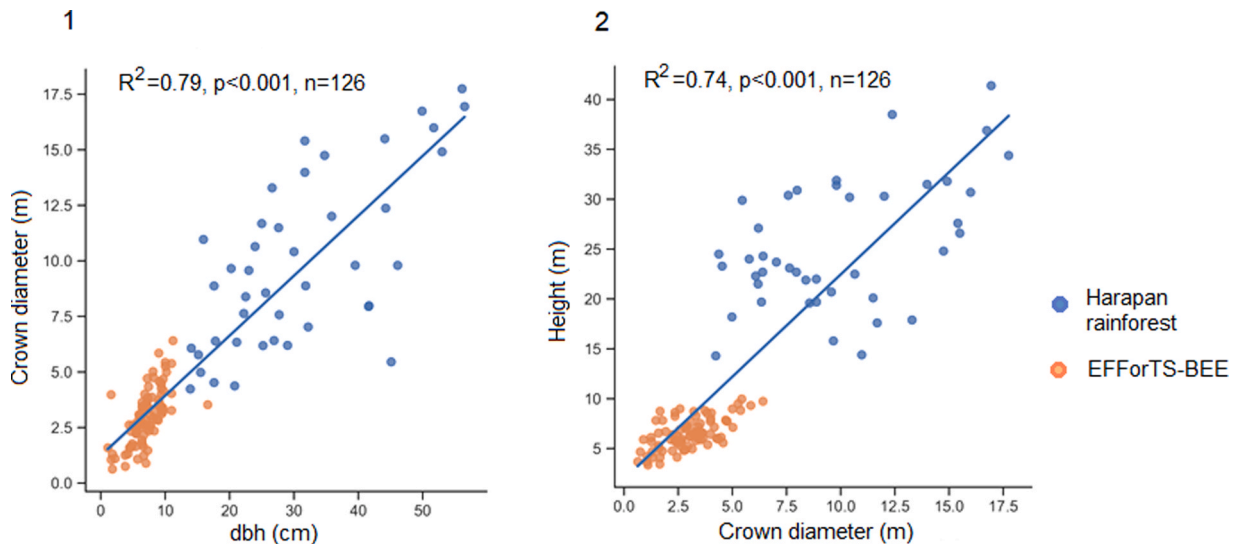 1
R2=0.79, p<0.001, n=126
Crown diameter (m)
17.5
15.0
12.5
10.0
7.5
5.0
2.5
0.0
0 10 20 30 40 50
dbh (cm)
2
R2=0.74, p<0.001, n=126
Height (m)
40
35
30
25
20
15
10
5
0.0 2.5 5.0 7.5 10.0 12.5 15.0 17.5
Crown diameter (m)
Harapan
rainforest
EFForTS-BEE